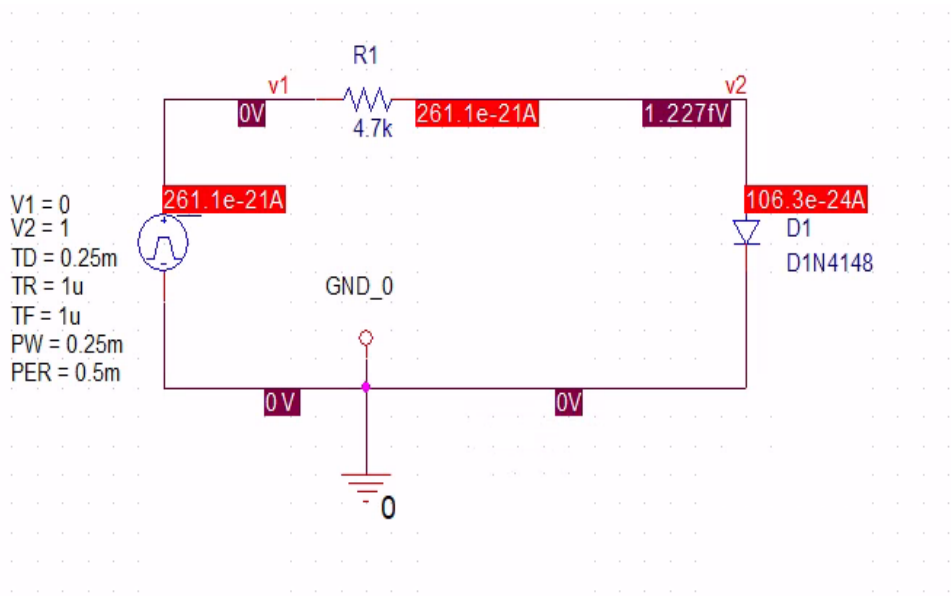 R1
v1
v2
0V
4.7k
261.1e-21A
1.227fV
261.1e-21A
106.3e-24A
V1 = 0
V2 = 1
TD = 0.25m
TR = 1u
TF = 1u
PW = 0.25m
PER = 0.5m
D1
D1N4148
GND_0
0V
0V
0